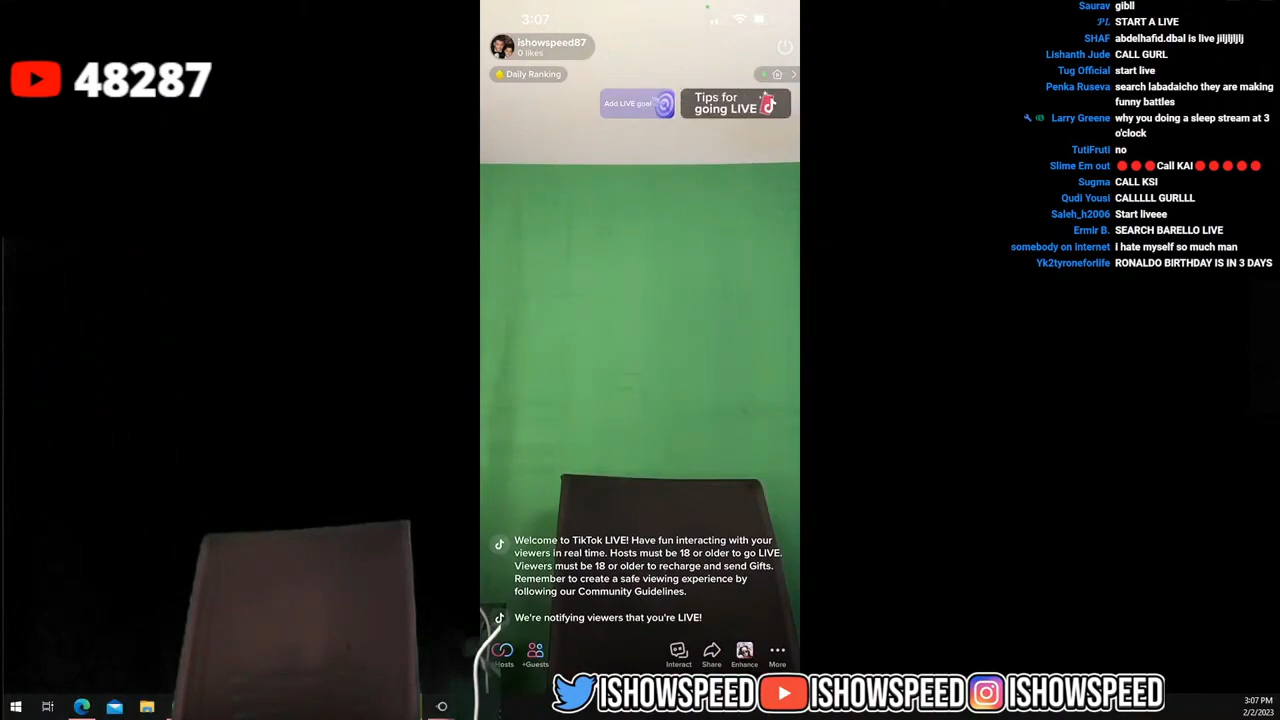 48287
3:07
ishowspeed87
0 likes
Daily Ranking
Add LIVE goal
Tips for
going LIVE
Welcome to TikTok LIVE! Have fun interacting with your
viewers in real time. Hosts must be 18 or older to go LIVE.
Viewers must be 18 or older to recharge and send Gifts.
Remember to create a safe viewing experience by
following our Community Guidelines.
We're notifying viewers that you're LIVE!
+Hosts
+Guests
Interact
Share
Enhance
More
Saurav gibll
PL START A LIVE
SHAF abdelhafid.dbal is live jiljljljlj
Lishanth Jude CALL GURL
Tug Official start live
Penka Ruseva search labadaicho they are making
funny battles
Larry Greene why you doing a sleep stream at 3
o'clock
TutiFruti no
Slime Em out 🔴🔴🔴Call KAI🔴🔴🔴🔴🔴
Sugma CALL KSI
Qudi Yousi CALLLLL GURLLL
Saleh_h2006 Start liveee
Ermir B. SEARCH BARELLO LIVE
somebody on internet i hate myself so much man
Yk2tyroneforlife RONALDO BIRTHDAY IS IN 3 DAYS
ISHOWSPEED ISHOWSPEED ISHOWSPEED
3:07 PM
2/2/2023